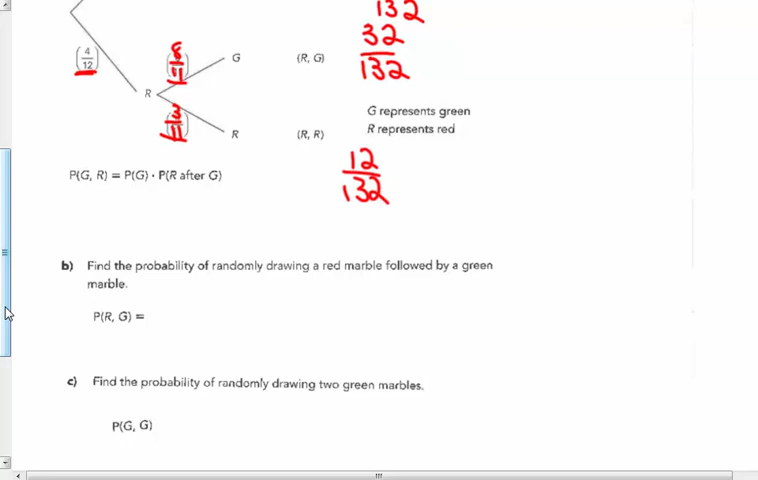 132
(4/12)
(8/11)
G
(R, G)
32/132
R
G represents green
(3/11)
R
(R, R)
R represents red
12/132
P(G, R) = P(G) • P(R after G)
b) Find the probability of randomly drawing a red marble followed by a green
marble.
P(R, G) =
c) Find the probability of randomly drawing two green marbles.
P(G, G)